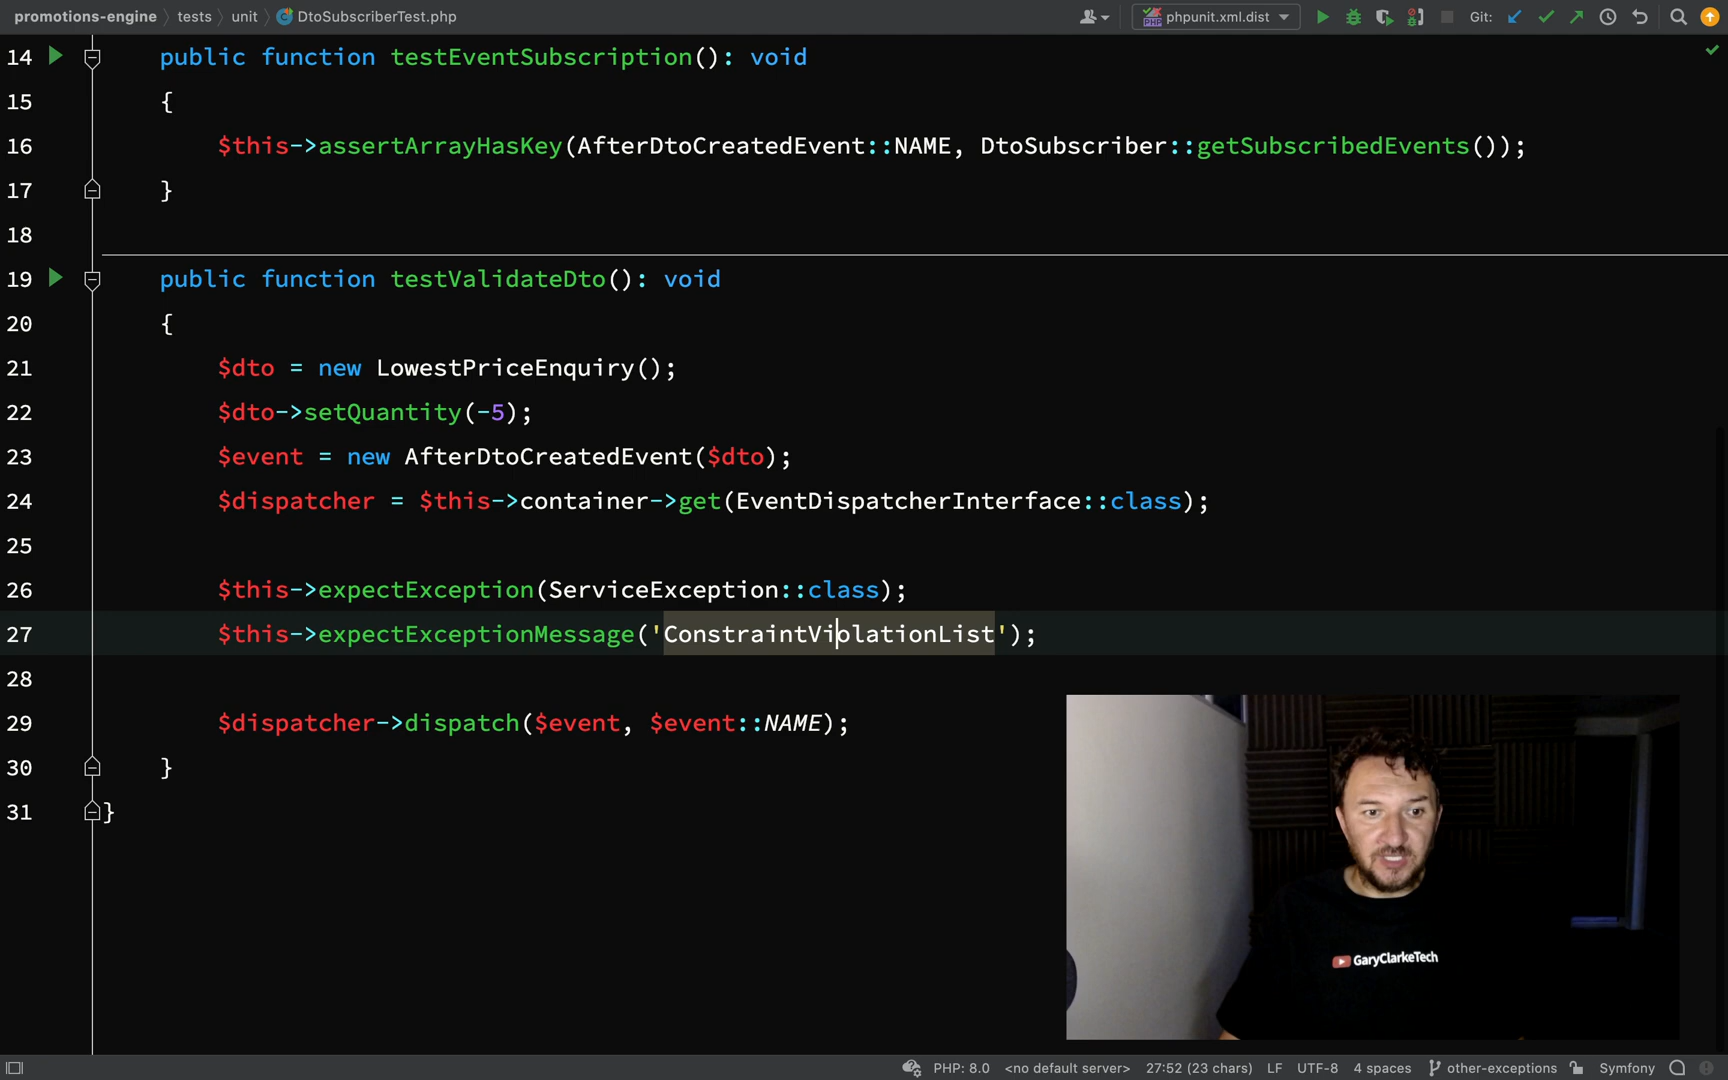 promotions-engine tests unit DtoSubscriberTest.php phpunit.xml.dist Git:
14 public function testEventSubscription(): void
15 {
16 $this->assertArrayHasKey(AfterDtoCreatedEvent::NAME, DtoSubscriber::getSubscribedEvents());
17 }
18
19 public function testValidateDto(): void
20 {
21 $dto = new LowestPriceEnquiry();
22 $dto->setQuantity(-5);
23 $event = new AfterDtoCreatedEvent($dto);
24 $dispatcher = $this->container->get(EventDispatcherInterface::class);
25
26 $this->expectException(ServiceException::class);
27 $this->expectExceptionMessage('ConstraintViolationList');
28
29 $dispatcher->dispatch($event, $event::NAME);
30 }
31 }
GaryClarkeTech
PHP: 8.0 <no default server> 27:52 (23 chars) LF UTF-8 4 spaces other-exceptions Symfony